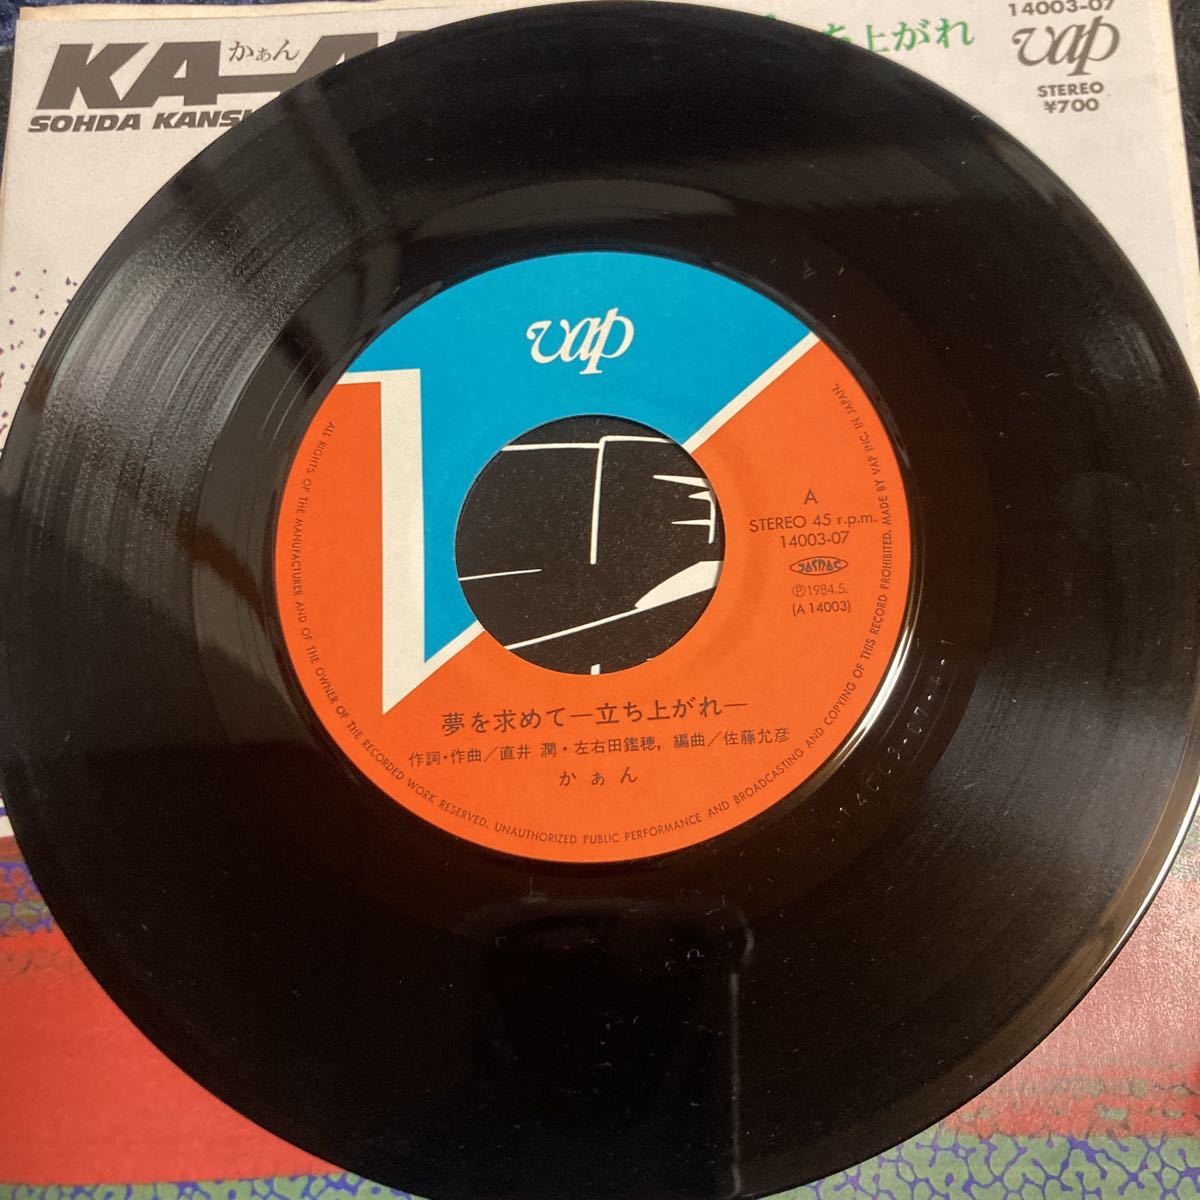 かぁん
SOHDA
ち上がれ
14003-07
vap
STEREO
¥700
vap
A
STEREO 45 r.p.m.
14003-07
JASRAC
Ⓟ1984.5.
(A 14003)
夢を求めて—立ち上がれ—
作詞・作曲／直井 潤・左右田鑑穂，編曲／佐藤允彦
かぁん
ALL RIGHTS OF THE MANUFACTURER AND OF THE OWNER OF THE RECORDED WORK RESERVED. UNAUTHORIZED PUBLIC PERFORMANCE AND BROADCASTING AND COPYING OF THIS RECORD PROHIBITED. MADE BY VAP INC. IN JAPAN.